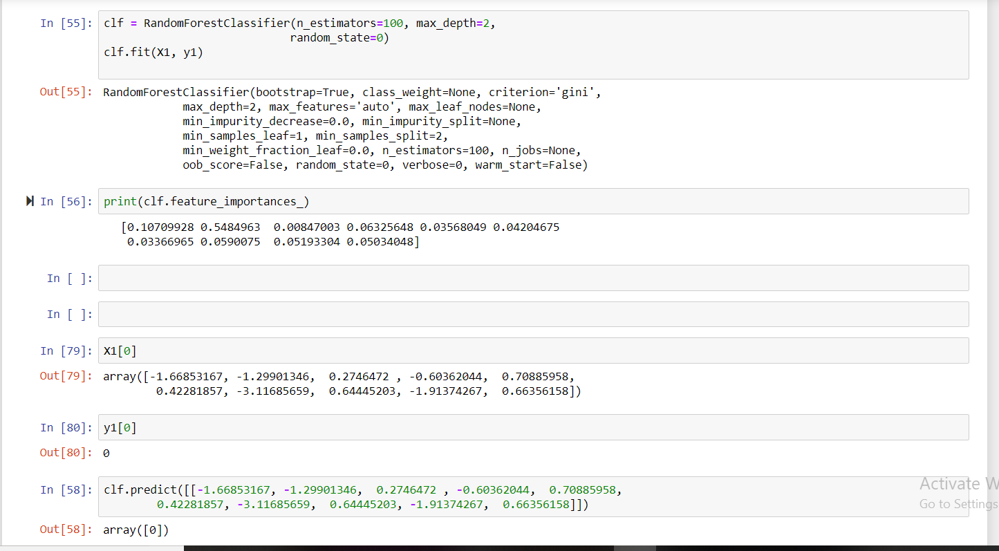 In [55]: clf = RandomForestClassifier(n_estimators=100, max_depth=2,
random_state=0)
clf.fit(X1, y1)
Out[55]: RandomForestClassifier(bootstrap=True, class_weight=None, criterion='gini',
max_depth=2, max_features='auto', max_leaf_nodes=None,
min_impurity_decrease=0.0, min_impurity_split=None,
min_samples_leaf=1, min_samples_split=2,
min_weight_fraction_leaf=0.0, n_estimators=100, n_jobs=None,
oob_score=False, random_state=0, verbose=0, warm_start=False)
In [56]: print(clf.feature_importances_)
[0.10709928 0.5484963  0.00847003 0.06325648 0.03568049 0.04204675
0.03366965 0.0590075  0.05193304 0.05034048]
In [ ]:
In [ ]:
In [79]: X1[0]
Out[79]: array([-1.66853167, -1.29901346,  0.2746472 , -0.60362044,  0.70885958,
0.42281857, -3.11685659,  0.64445203, -1.91374267,  0.66356158])
In [80]: y1[0]
Out[80]: 0
In [58]: clf.predict([[-1.66853167, -1.29901346,  0.2746472 , -0.60362044,  0.70885958,
0.42281857, -3.11685659,  0.64445203, -1.91374267,  0.66356158]])
Out[58]: array([0])
Activate W
Go to Settings